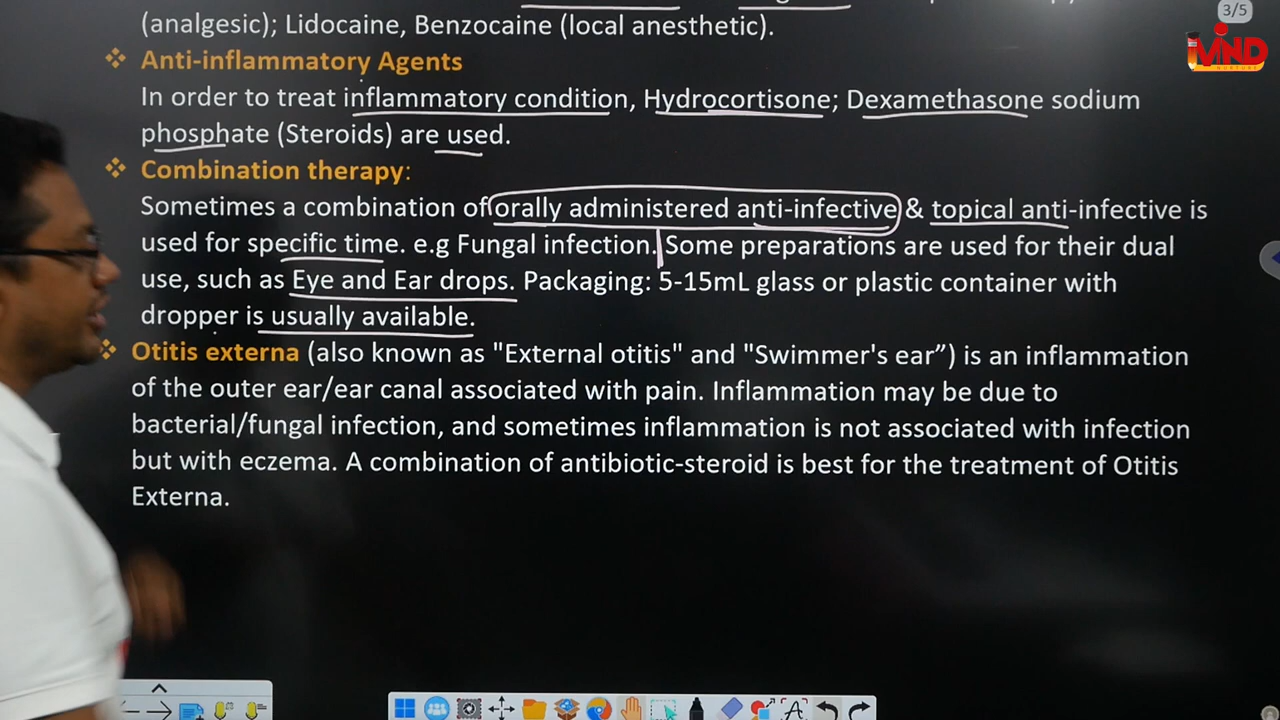 3/5
(analgesic); Lidocaine, Benzocaine (local anesthetic).
MIND
Anti-inflammatory Agents
In order to treat inflammatory condition, Hydrocortisone; Dexamethasone sodium
phosphate (Steroids) are used.
Combination therapy:
Sometimes a combination of orally administered anti-infective & topical anti-infective is
used for specific time. e.g Fungal infection. Some preparations are used for their dual
use, such as Eye and Ear drops. Packaging: 5-15mL glass or plastic container with
dropper is usually available.
Otitis externa (also known as "External otitis" and "Swimmer's ear”) is an inflammation
of the outer ear/ear canal associated with pain. Inflammation may be due to
bacterial/fungal infection, and sometimes inflammation is not associated with infection
but with eczema. A combination of antibiotic-steroid is best for the treatment of Otitis
Externa.